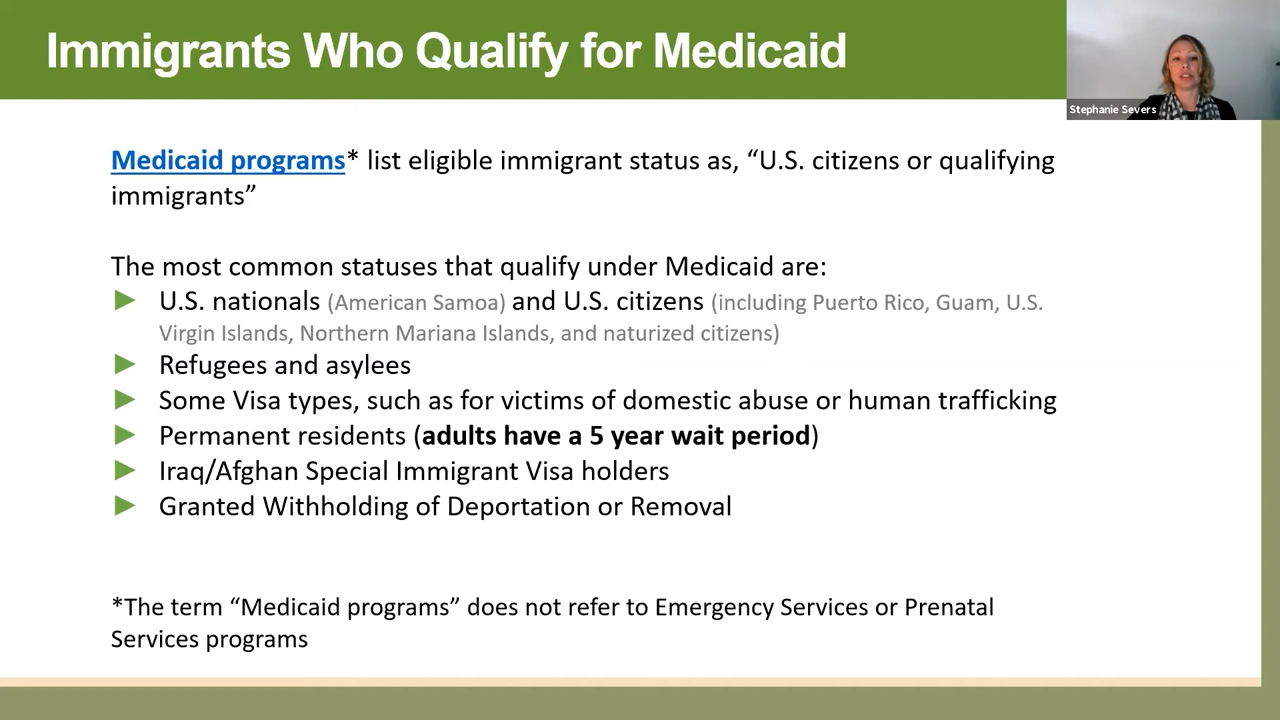 Immigrants Who Qualify for Medicaid
Stephanie Severs
Medicaid programs* list eligible immigrant status as, “U.S. citizens or qualifying
immigrants”
The most common statuses that qualify under Medicaid are:
► U.S. nationals (American Samoa) and U.S. citizens (including Puerto Rico, Guam, U.S.
Virgin Islands, Northern Mariana Islands, and naturized citizens)
► Refugees and asylees
► Some Visa types, such as for victims of domestic abuse or human trafficking
► Permanent residents (adults have a 5 year wait period)
► Iraq/Afghan Special Immigrant Visa holders
► Granted Withholding of Deportation or Removal
*The term “Medicaid programs” does not refer to Emergency Services or Prenatal
Services programs